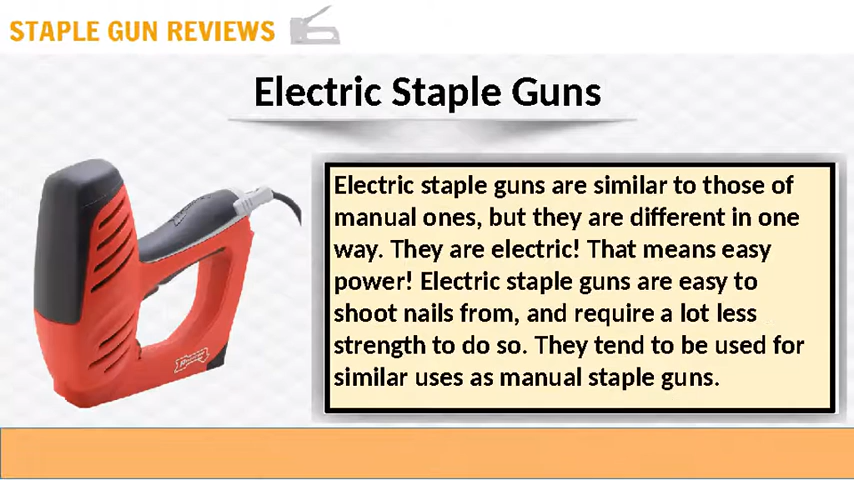 STAPLE GUN REVIEWS
Electric Staple Guns
Electric staple guns are similar to those of
manual ones, but they are different in one
way. They are electric! That means easy
power! Electric staple guns are easy to
shoot nails from, and require a lot less
strength to do so. They tend to be used for
similar uses as manual staple guns.